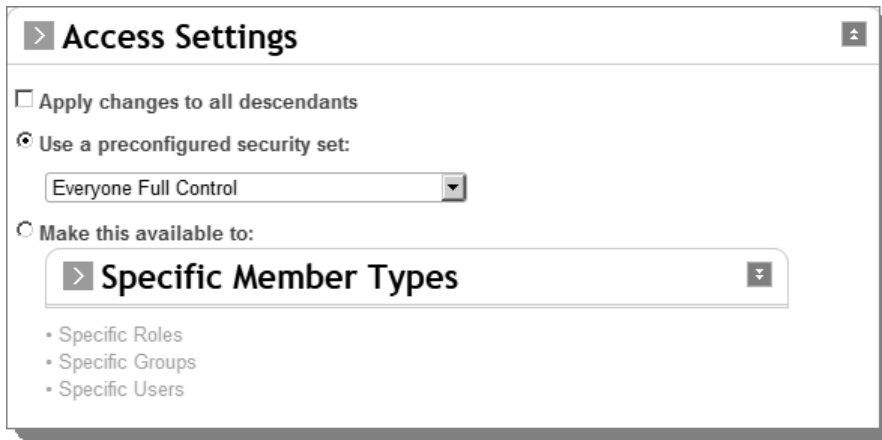 Access Settings
Apply changes to all descendants
Use a preconfigured security set:
Everyone Full Control
Make this available to:
Specific Member Types
• Specific Roles
• Specific Groups
• Specific Users